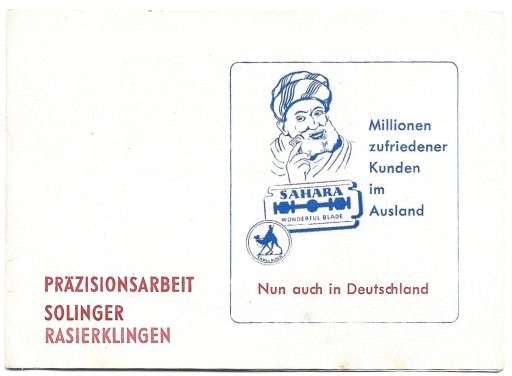 Millionen
zufriedener
Kunden
im
Ausland
SAHARA
WONDERFUL BLADE
Nun auch in Deutschland
PRÄZISIONSARBEIT
SOLINGER
RASIERKLINGEN